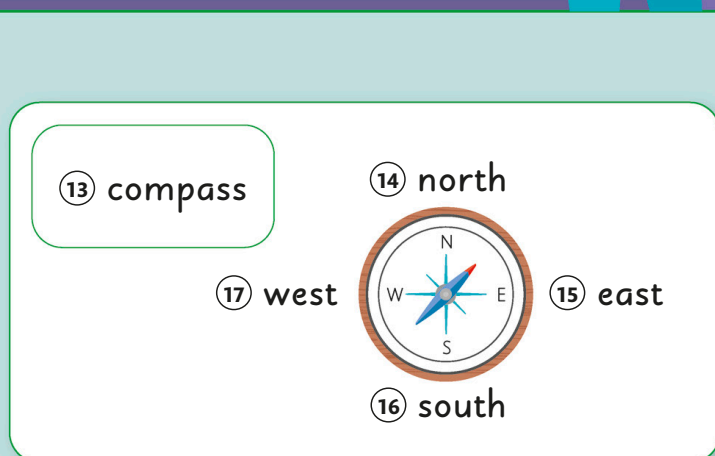 13 compass
14 north
N
17 west
W
E
15 east
S
16 south